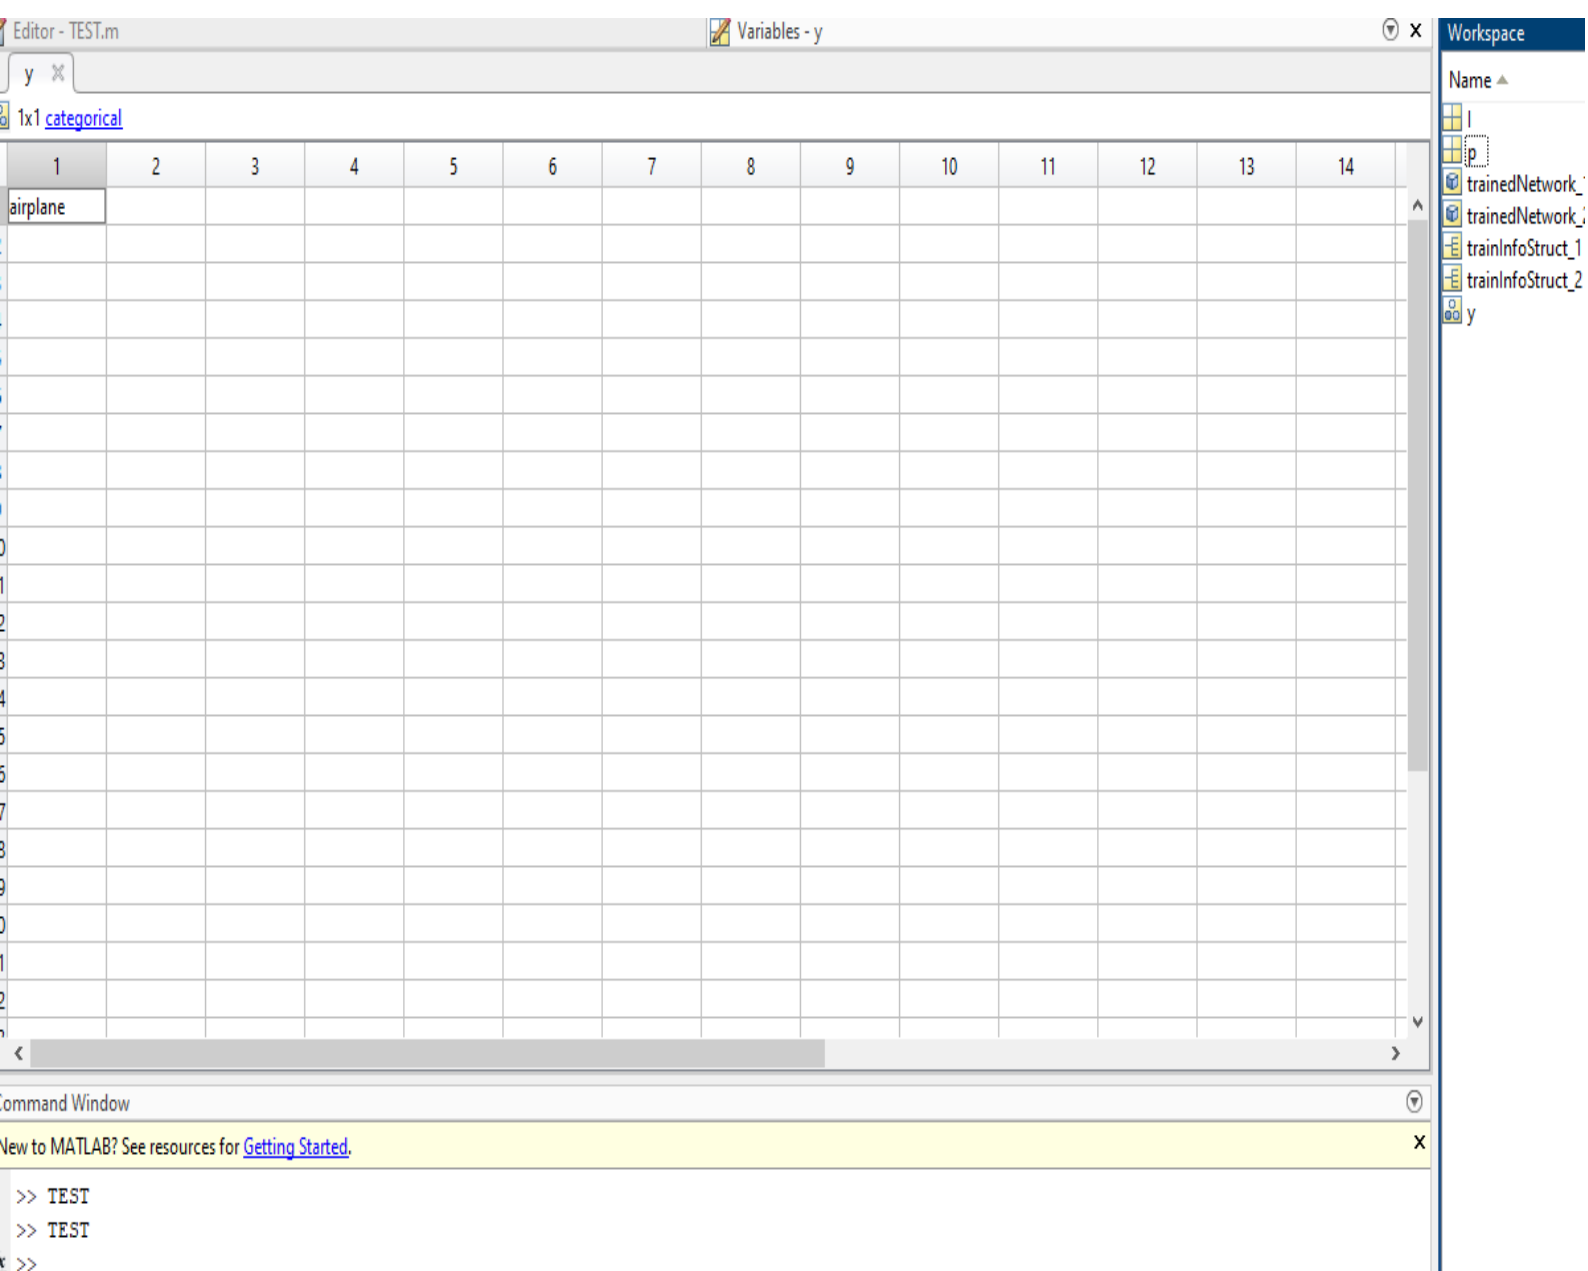 Editor - TEST.m
Variables - y
x
Workspace
y
Name
1x1 categorical
1 2 3 4 5 6 7 8 9 10 11 12 13 14
airplane
I
p
trainedNetwork_
trainedNetwork_2
trainInfoStruct_1
trainInfoStruct_2
y
Command Window
New to MATLAB? See resources for Getting Started.
x
>> TEST
>> TEST
>>